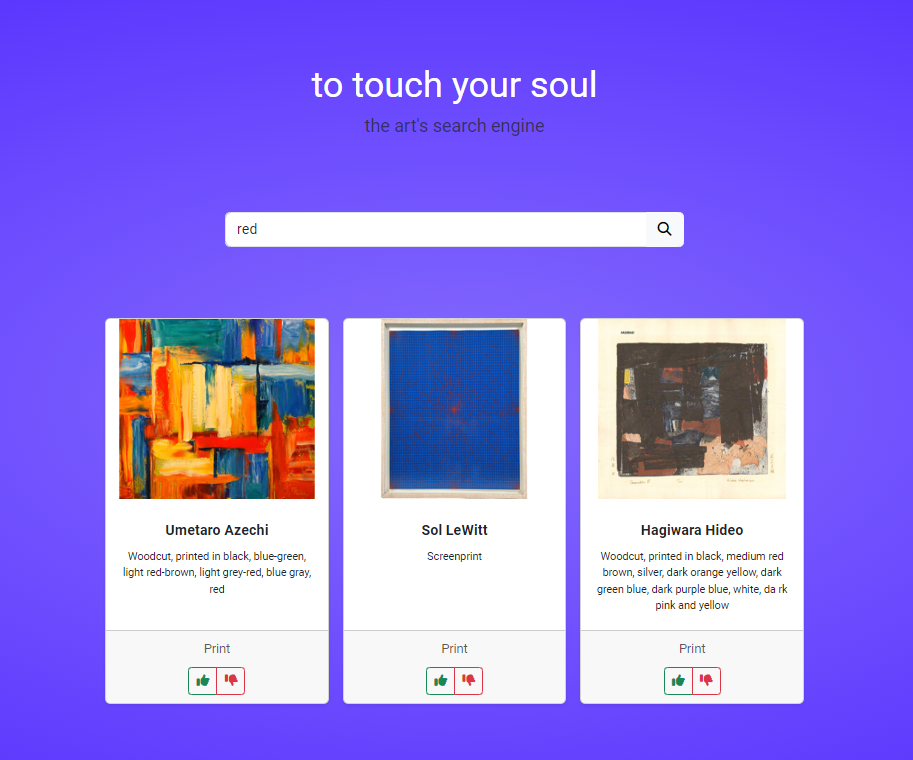 to touch your soul
the art's search engine
red
Umetaro Azechi
Woodcut, printed in black, blue-green,
light red-brown, light grey-red, blue gray,
red
Print
Sol LeWitt
Screenprint
Print
Hagiwara Hideo
Woodcut, printed in black, medium red
brown, silver, dark orange yellow, dark
green blue, dark purple blue, white, da rk
pink and yellow
Print